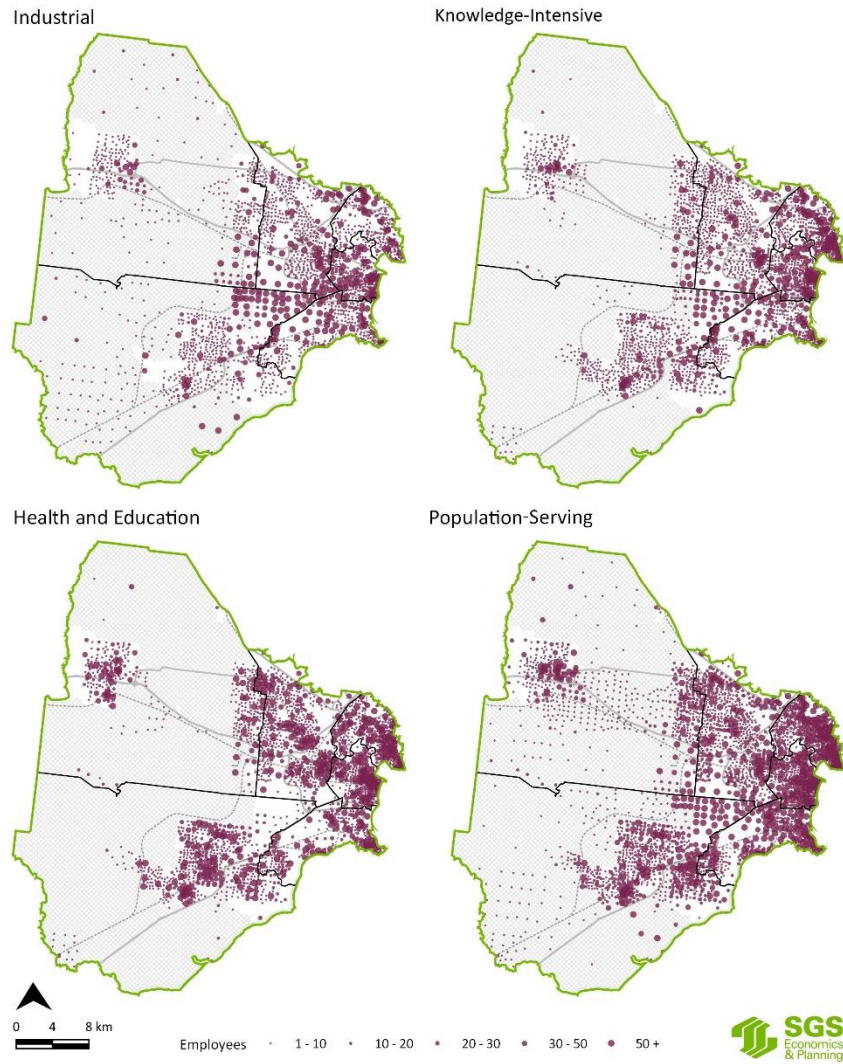 Industrial
Knowledge-Intensive
Health and Education
Population-Serving
0 4 8 km
Employees 1 - 10 10 - 20 20 - 30 30 - 50 50 +
SGS
Economics
& Planning